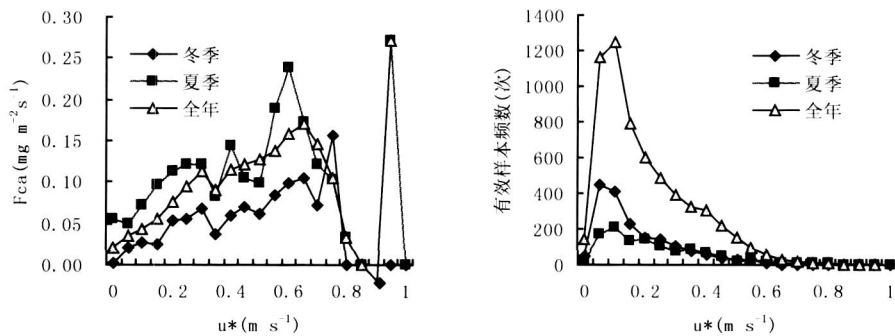 0.30
0.25
0.20
0.15
0.10
0.05
0.00
Fca(mg m⁻²s⁻¹)
冬季
夏季
全年
0 0.2 0.4 0.6 0.8 1
u*(m s⁻¹)
1400
1200
1000
800
600
400
200
0
有效样本频数(次)
冬季
夏季
全年
0 0.2 0.4 0.6 0.8 1
u*(m s⁻¹)